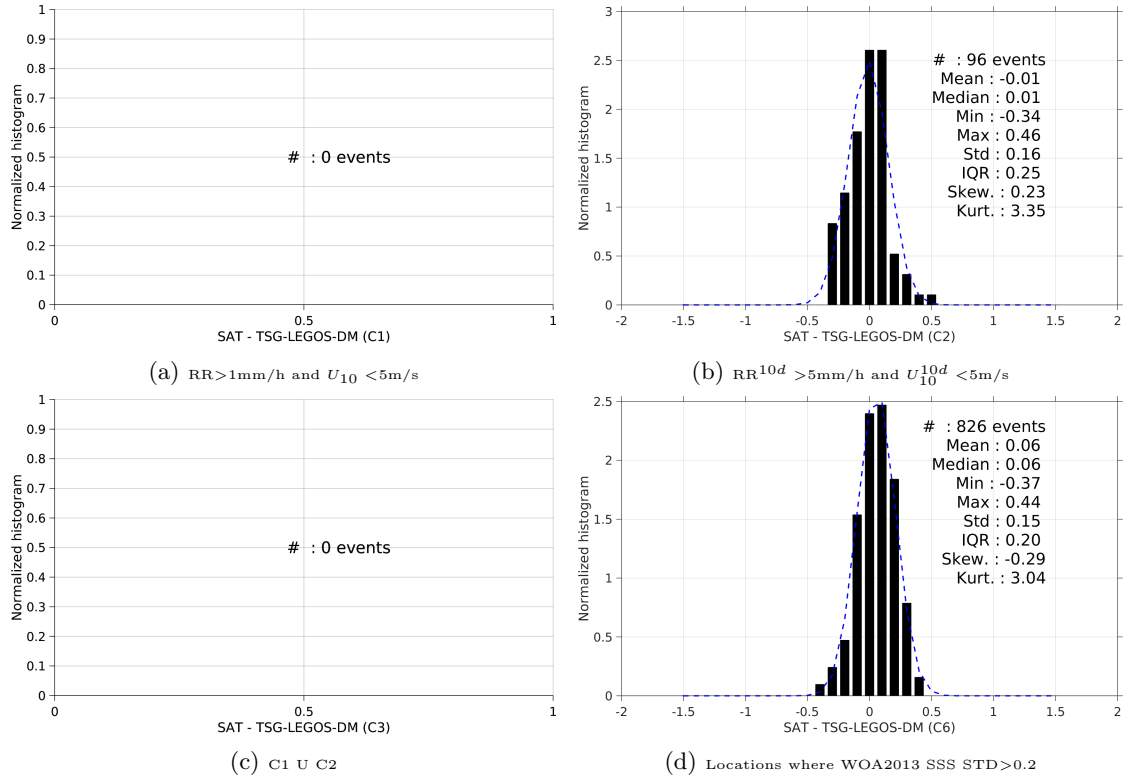 1
0.9
0.8
0.7
0.6
0.5
0.4
0.3
0.2
0.1
0
Normalized histogram
# : 0 events
0 0.5 1
SAT - TSG-LEGOS-DM (C1)
(a) RR>1mm/h and U10 <5m/s
3
2.5
2
1.5
1
0.5
0
Normalized histogram
# : 96 events
Mean : -0.01
Median : 0.01
Min : -0.34
Max : 0.46
Std : 0.16
IQR : 0.25
Skew. : 0.23
Kurt. : 3.35
-2 -1.5 -1 -0.5 0 0.5 1 1.5 2
SAT - TSG-LEGOS-DM (C2)
(b) RR^10d >5mm/h and U10^10d <5m/s
1
0.9
0.8
0.7
0.6
0.5
0.4
0.3
0.2
0.1
0
Normalized histogram
# : 0 events
0 0.5 1
SAT - TSG-LEGOS-DM (C3)
(c) C1 U C2
2.5
2
1.5
1
0.5
0
Normalized histogram
# : 826 events
Mean : 0.06
Median : 0.06
Min : -0.37
Max : 0.44
Std : 0.15
IQR : 0.20
Skew. : -0.29
Kurt. : 3.04
-2 -1.5 -1 -0.5 0 0.5 1 1.5 2
SAT - TSG-LEGOS-DM (C6)
(d) Locations where WOA2013 SSS STD>0.2